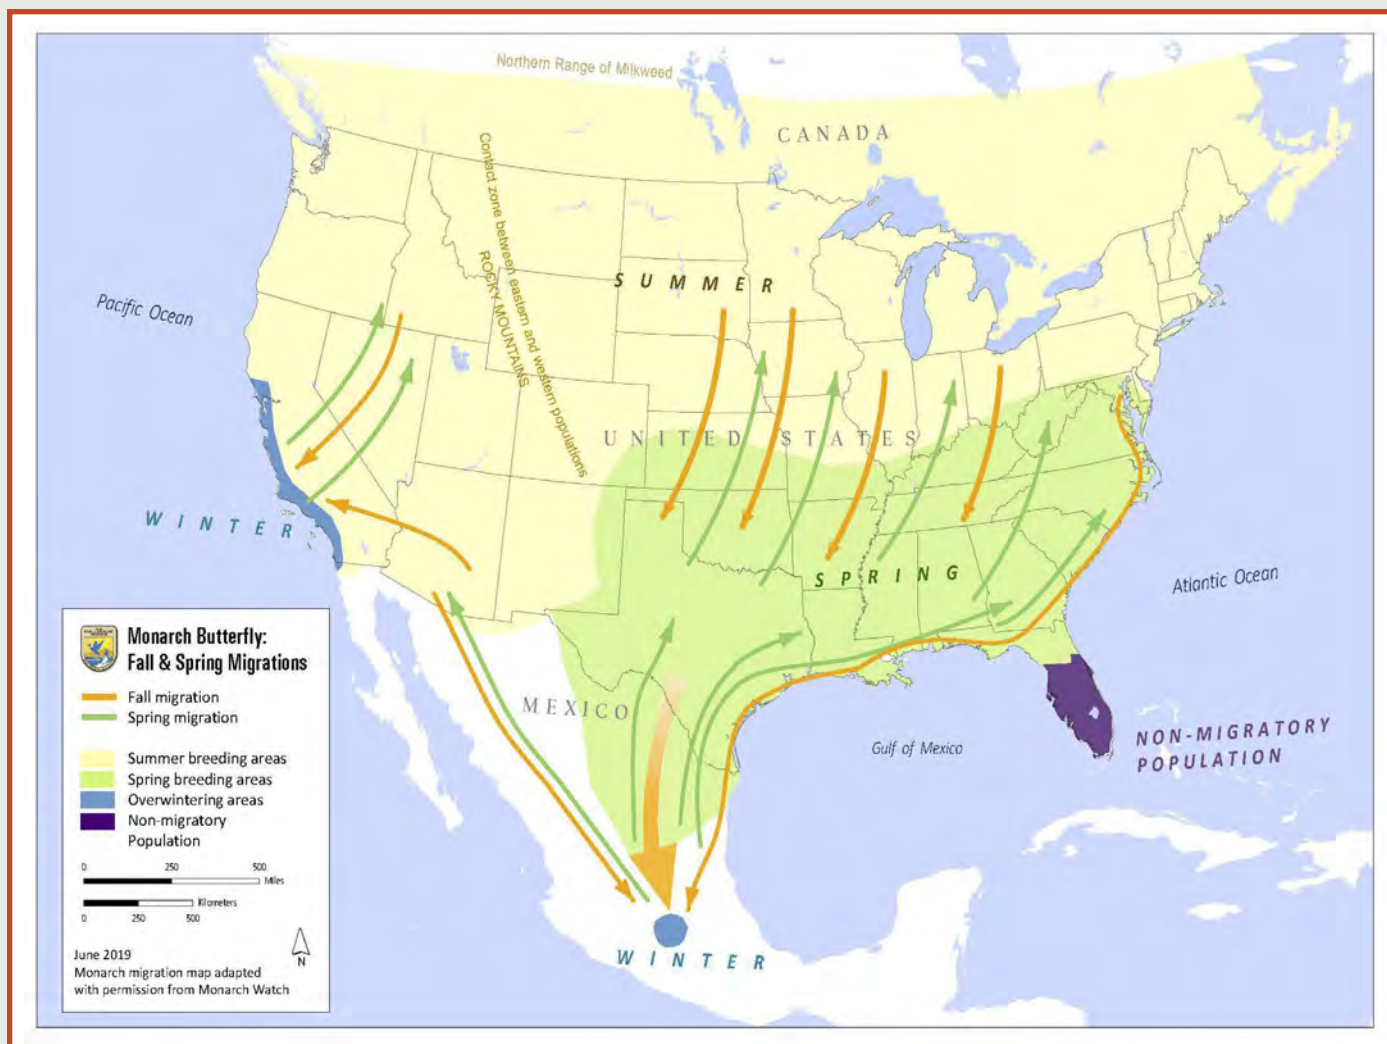 Northern Range of Milkweed
CANADA
Contact zone between eastern and western populations
ROCKY MOUNTAINS
SUMMER
Pacific Ocean
UNITED STATES
WINTER
SPRING
Atlantic Ocean
MEXICO
Gulf of Mexico
NON-MIGRATORY
POPULATION
WINTER
Monarch Butterfly:
Fall & Spring Migrations
Fall migration
Spring migration
Summer breeding areas
Spring breeding areas
Overwintering areas
Non-migratory
Population
0 250 500
Miles
Kilometers
0 250 500
N
June 2019
Monarch migration map adapted
with permission from Monarch Watch